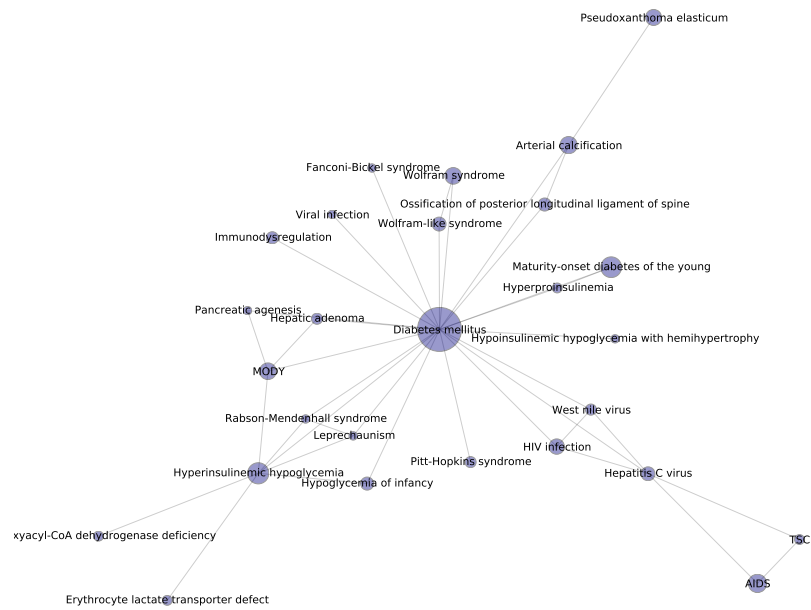 Pseudoxanthoma elasticum
Arterial calcification
Fanconi-Bickel syndrome
Wolfram syndrome
Ossification of posterior longitudinal ligament of spine
Viral infection
Wolfram-like syndrome
Immunodysregulation
Maturity-onset diabetes of the young
Hyperproinsulinemia
Pancreatic agenesis
Hepatic adenoma
Diabetes mellitus
Hypoinsulinemic hypoglycemia with hemihypertrophy
MODY
West nile virus
Rabson-Mendenhall syndrome
Leprechaunism
HIV infection
Pitt-Hopkins syndrome
Hyperinsulinemic hypoglycemia
Hepatitis C virus
Hypoglycemia of infancy
xyacyl-CoA dehydrogenase deficiency
TSC
AIDS
Erythrocyte lactate transporter defect